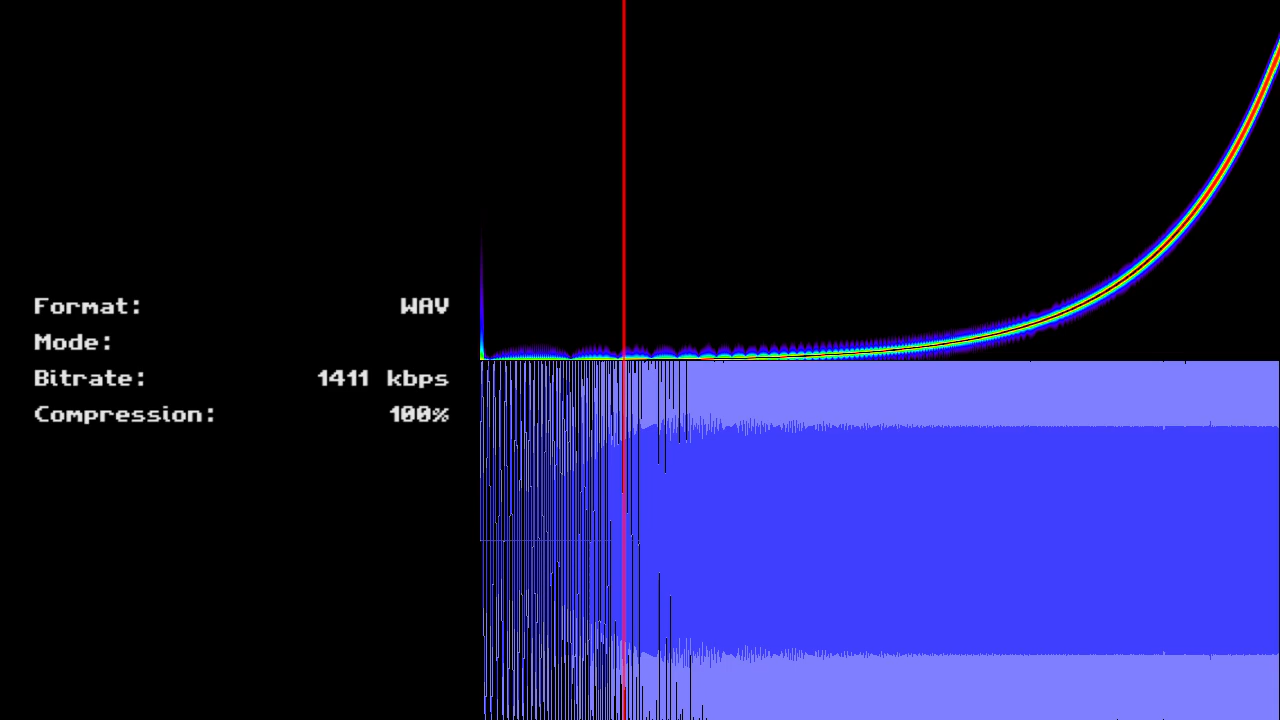 Format: WAV
Mode:
Bitrate: 1411 kbps
Compression: 100%